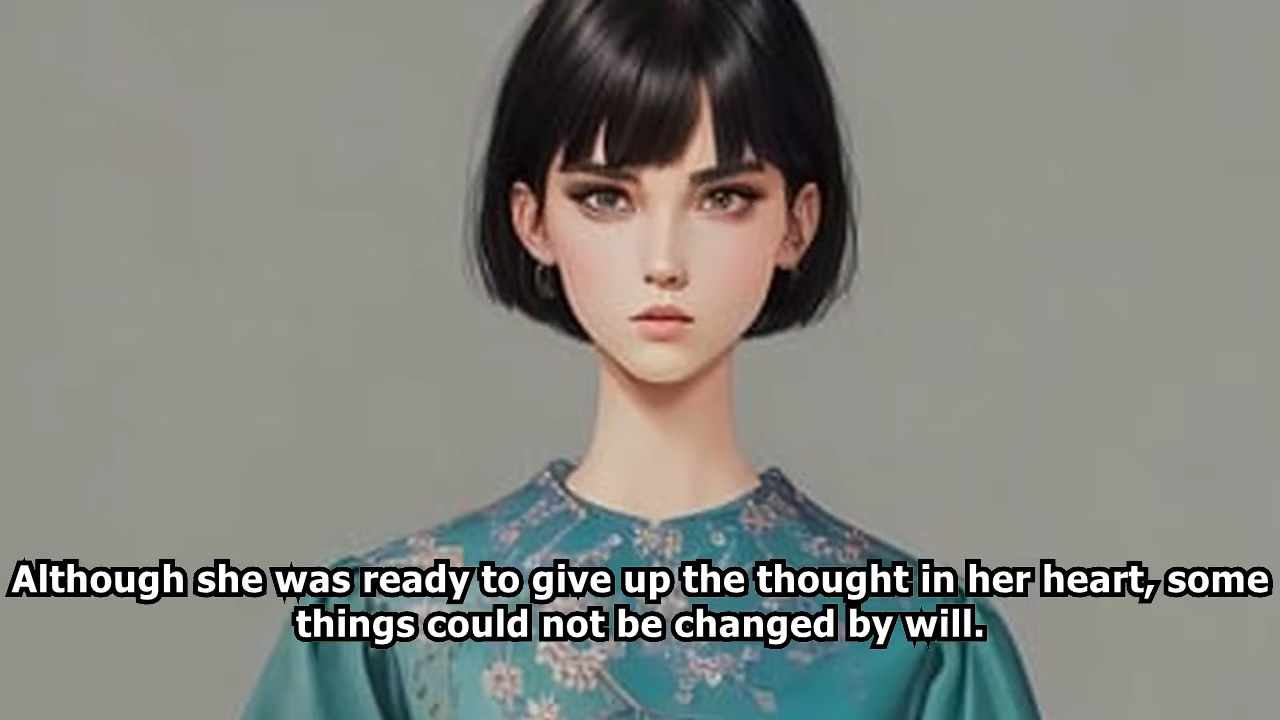 Although she was ready to give up the thought in her heart, some
things could not be changed by will.